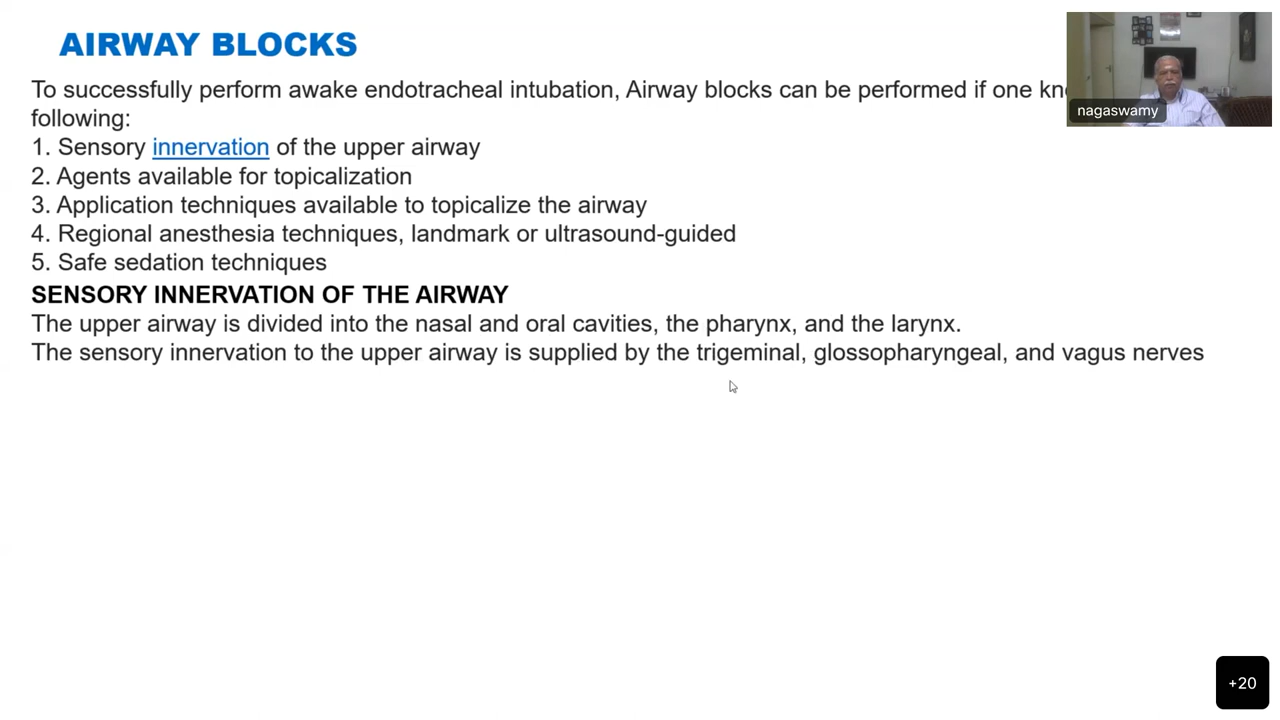 AIRWAY BLOCKS
To successfully perform awake endotracheal intubation, Airway blocks can be performed if one
following:
1. Sensory innervation of the upper airway
2. Agents available for topicalization
3. Application techniques available to topicalize the airway
4. Regional anesthesia techniques, landmark or ultrasound-guided
5. Safe sedation techniques
SENSORY INNERVATION OF THE AIRWAY
The upper airway is divided into the nasal and oral cavities, the pharynx, and the larynx.
The sensory innervation to the upper airway is supplied by the trigeminal, glossopharyngeal, and vagus nerves
nagaswamy
+20